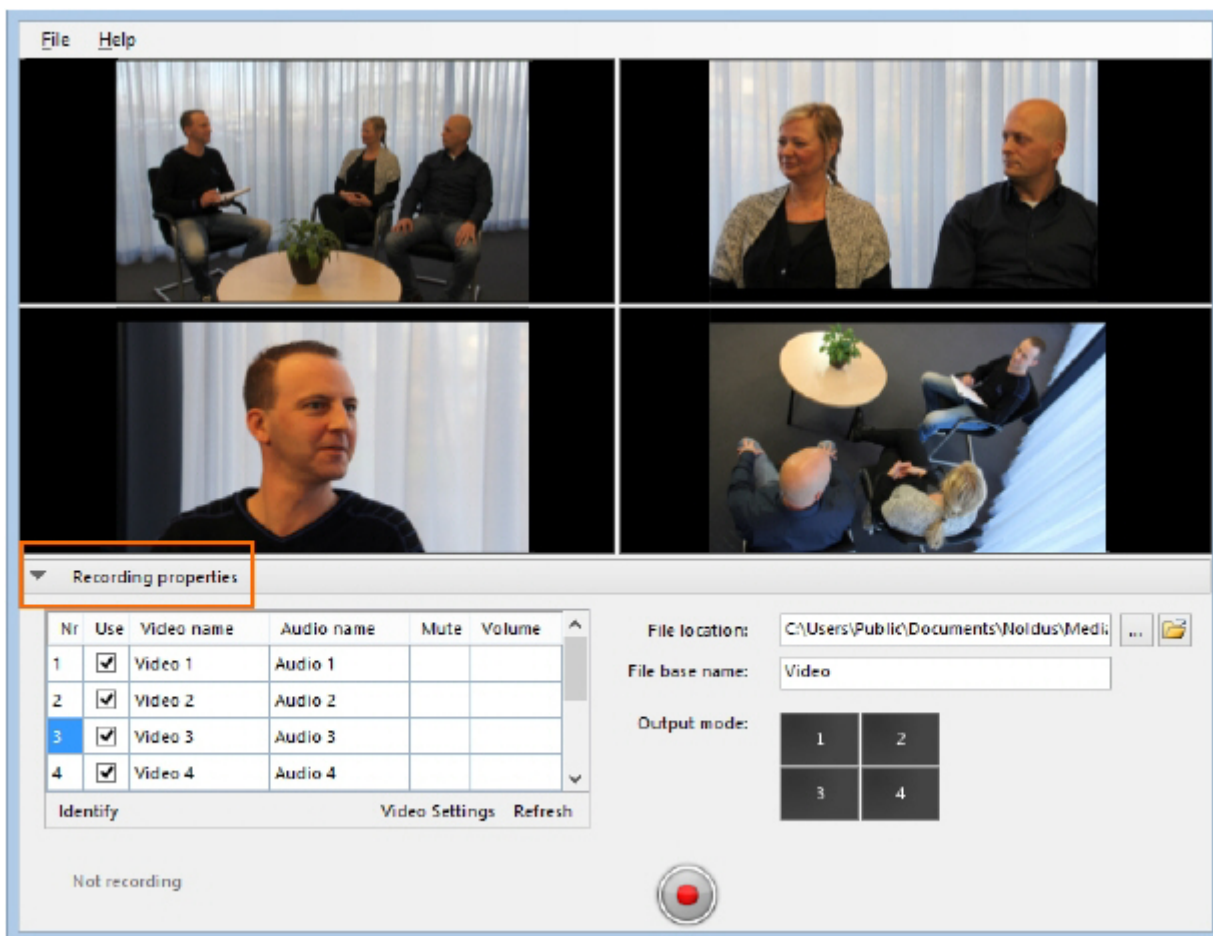 File Help
Recording properties
Nr Use Video name Audio name Mute Volume
1 Video 1 Audio 1
2 Video 2 Audio 2
3 Video 3 Audio 3
4 Video 4 Audio 4
Identify Video Settings Refresh
Not recording
File location: C:\Users\Public\Documents\Noldus\Media ...
File base name: Video
Output mode:
1 2
3 4